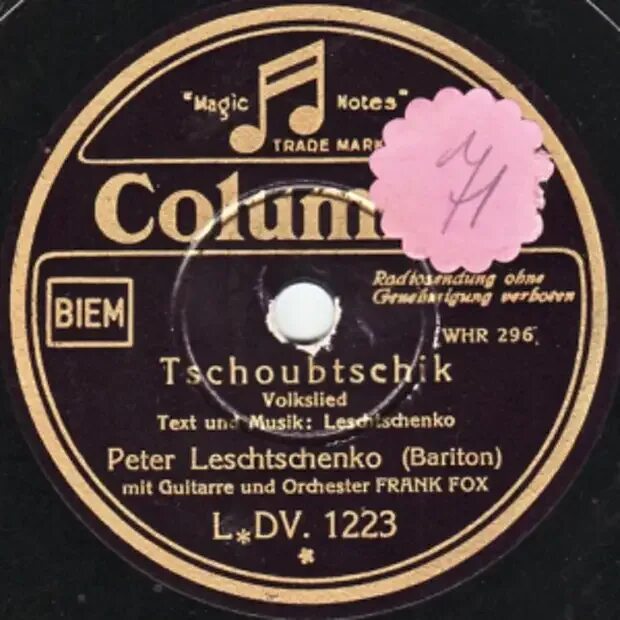 "Magic Notes"
TRADE MARK
Colum
BIEM
Radiosendung ohne
Genehmigung verboten
WHR 296
Tschoubtschik
Volkslied
Text und Musik: Leschtschenko
Peter Leschtschenko (Bariton)
mit Guitarre und Orchester FRANK FOX
L*DV. 1223
*